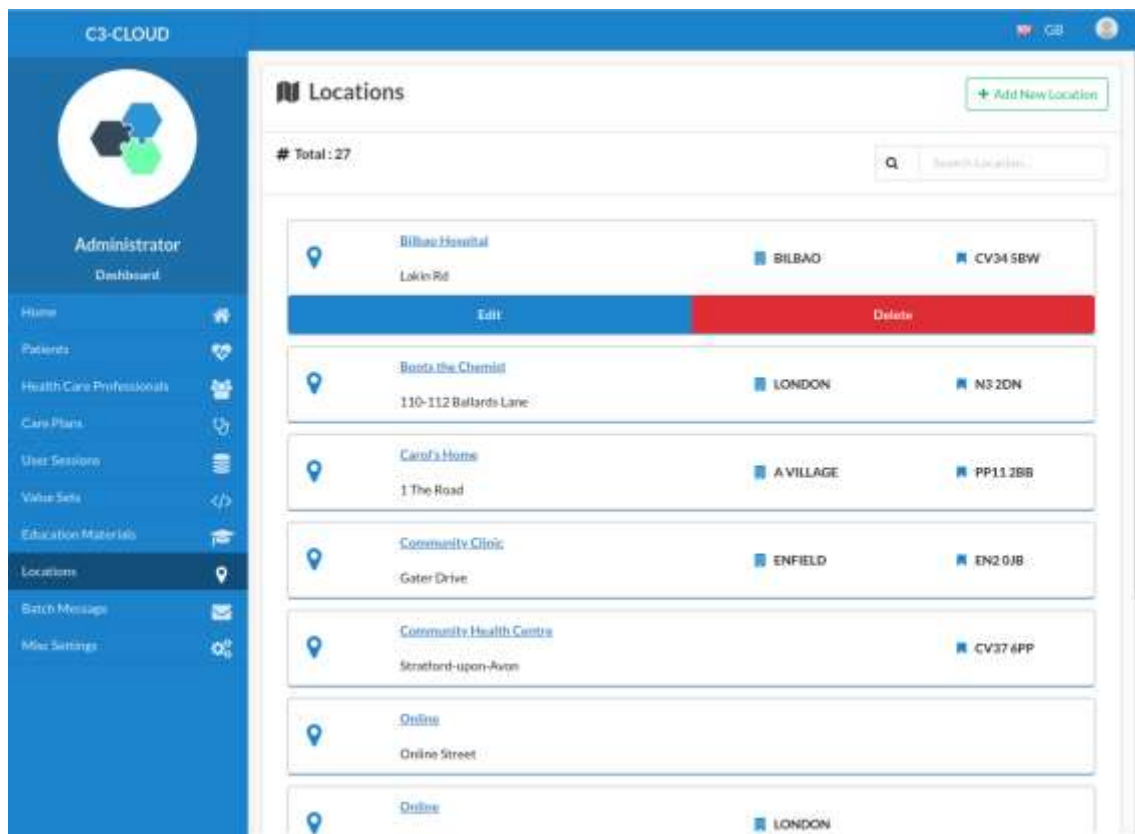 C3-CLOUD
GB
Administrator
Dashboard
Home
Patients
Health Care Professionals
Care Plans
User Sessions
Value Sets
</>
Education Materials
Locations
Batch Message
Misc Settings
Locations
+ Add New Location
# Total : 27
Search Location...
Bilbao Hospital
Lakin Rd
BILBAO
CV34 5BW
Edit
Delete
Boots the Chemist
110-112 Ballards Lane
LONDON
N3 2DN
Carol's Home
1 The Road
A VILLAGE
PP11 2BB
Community Clinic
Gater Drive
ENFIELD
EN2 0JB
Community Health Centre
Stratford-upon-Avon
CV37 6PP
Online
Online Street
Online
LONDON